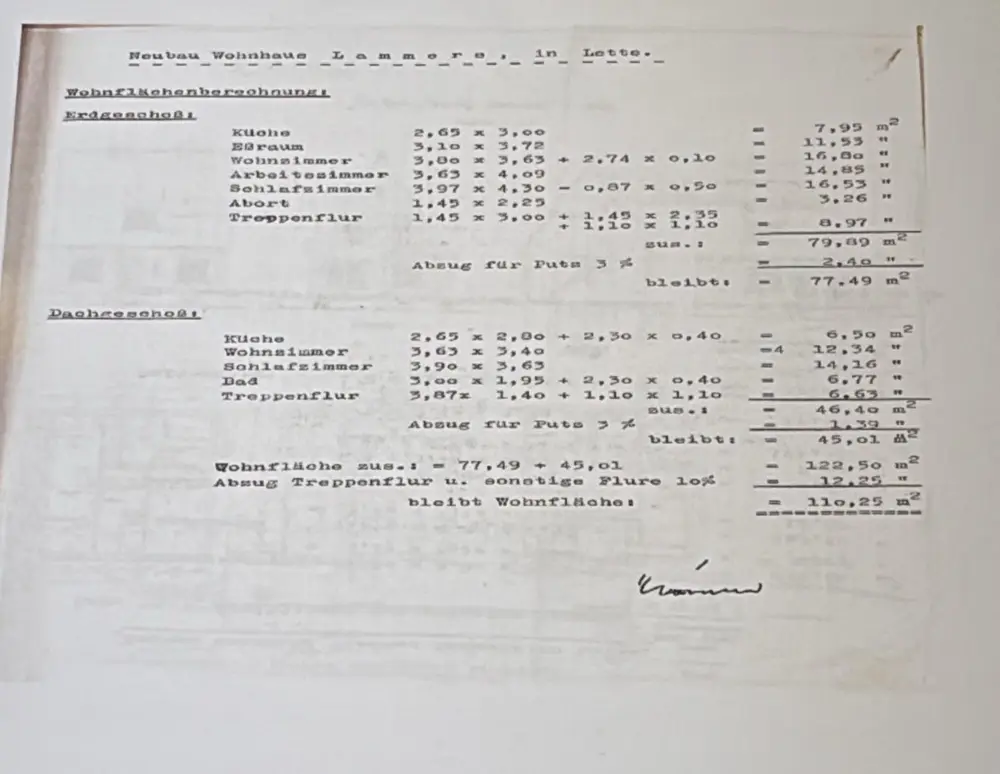 Neubau Wohnhaus L a m m e r s , in Lette.
Wohnflächenberechnung:
Erdgeschoß:
Küche 2,65 x 3,00 = 7,95 m²
Eßraum 3,10 x 3,72 = 11,53 "
Wohnzimmer 3,80 x 3,63 + 2,74 x 0,10 = 16,80 "
Arbeitszimmer 3,63 x 4,09 = 14,85 "
Schlafzimmer 3,97 x 4,30 - 0,87 x 0,50 = 16,53 "
Abort 1,45 x 2,25 = 3,26 "
Treppenflur 1,45 x 3,00 + 1,45 x 2,35
+ 1,10 x 1,10 = 8,97 "
zus.: = 79,89 m²
Abzug für Putz 3 % = 2,40 "
bleibt: = 77,49 m²
Dachgeschoß:
Küche 2,65 x 2,80 + 2,30 x 0,40 = 6,50 m²
Wohnzimmer 3,63 x 3,40 =4 12,34 "
Schlafzimmer 3,90 x 3,63 = 14,16 "
Bad 3,00 x 1,95 + 2,30 x 0,40 = 6,77 "
Treppenflur 3,87x 1,40 + 1,10 x 1,10 = 6,63 "
zus.: = 46,40 m²
Abzug für Putz 3 % = 1,39 "
bleibt: = 45,01 m²
Wohnfläche zus.: = 77,49 + 45,01 = 122,50 m²
Abzug Treppenflur u. sonstige Flure 10% = 12,25 "
bleibt Wohnfläche: = 110,25 m²